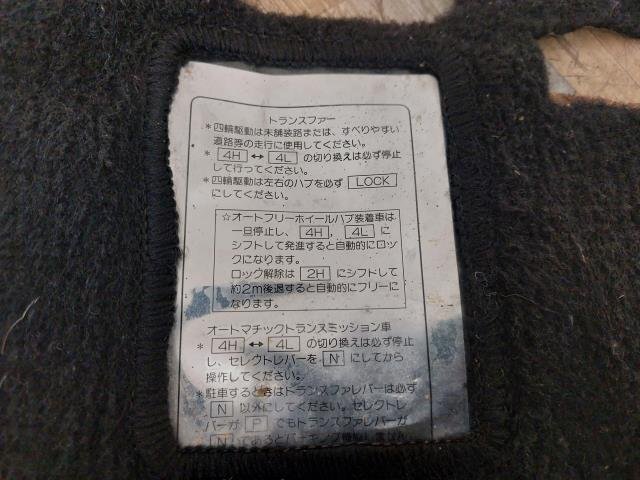 トランスファー
*四輪駆動は未舗装路または、すべりやすい
道路等の走行に使用してください。
* 4H ↔ 4L の切り換えは必ず停止
して行ってください。
*四輪駆動は左右のハブを必ず LOCK
にしてください。
☆オートフリーホイールハブ装着車は
一旦停止し、 4H , 4L に
シフトして発進すると自動的にロッ
クになります。
ロック解除は 2H にシフトして
約2m後退すると自動的にフリーに
なります。
オートマチックトランスミッション車
* 4H ↔ 4L の切り換えは必ず停止
し、セレクトレバーを N にしてから
操作してください。
*駐車するときはトランスファレバーは必ず
N 以外にしてください。セレクトレ
バーが P でもトランスファレバーが
N であるとパーキング機構